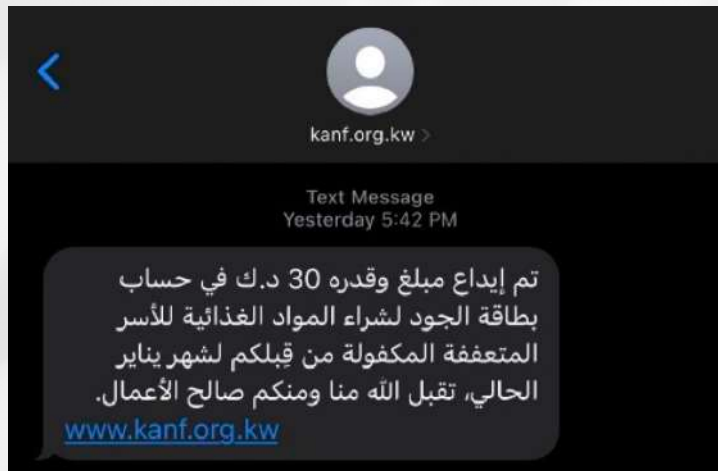 kanf.org.kw
Text Message
Yesterday 5:42 PM
تم إيداع مبلغ وقدره 30 د.ك في حساب
بطاقة الجود لشراء المواد الغذائية للأسر
المتعففة المكفولة من قِبلكم لشهر يناير
الحالي، تقبل الله منا ومنكم صالح الأعمال.
www.kanf.org.kw